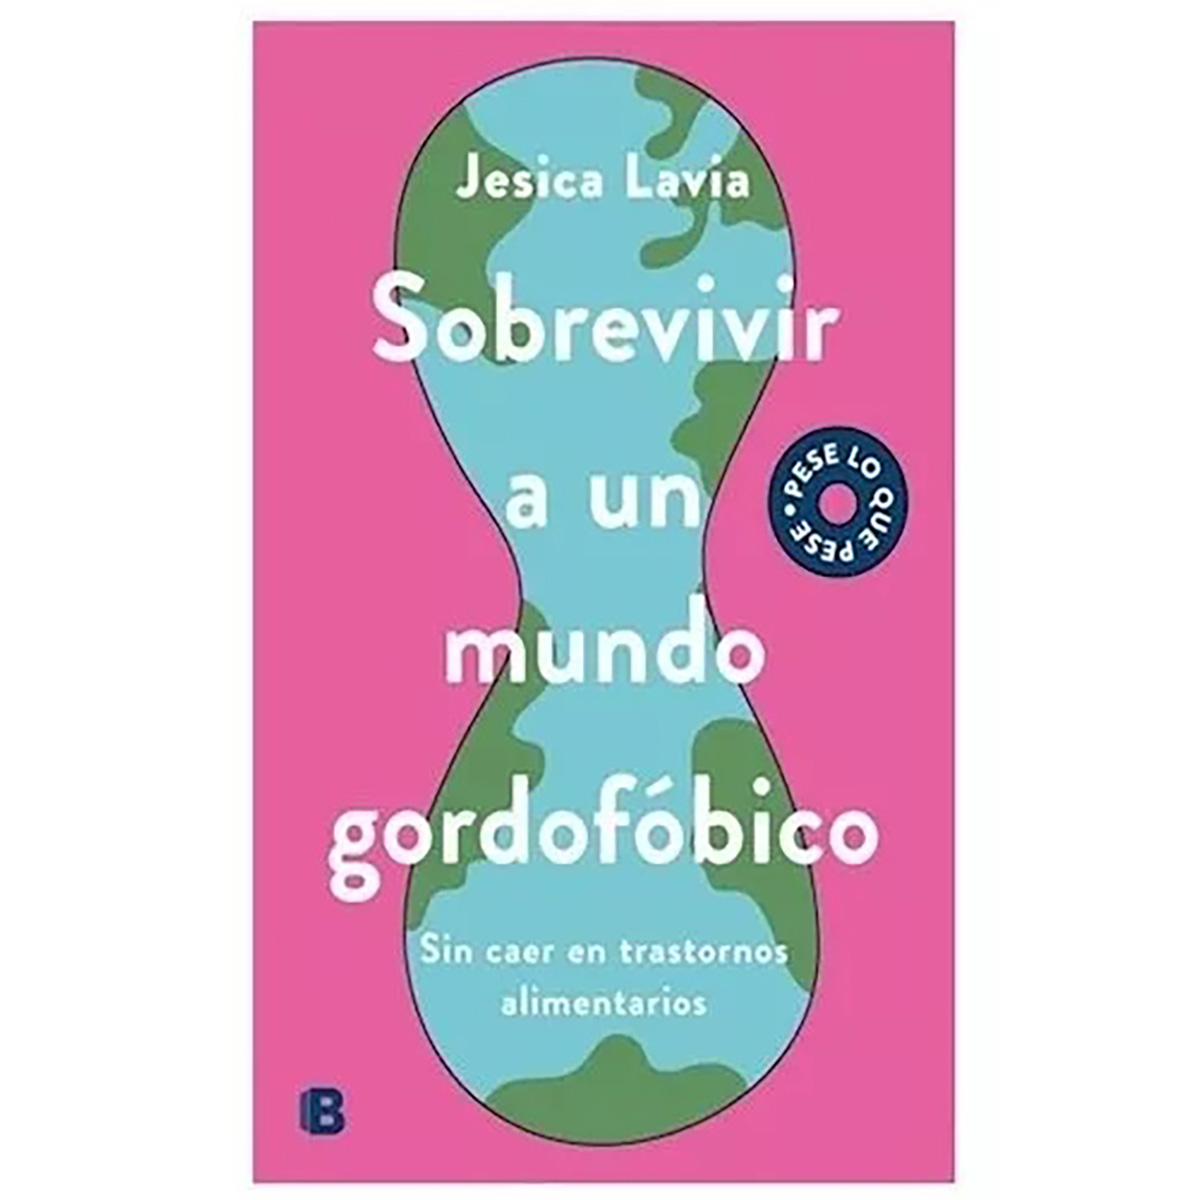 Jesica Lavia
Sobrevivir
a un
mundo
gordofóbico
PESE LO QUE PESE •
Sin caer en trastornos
alimentarios
B